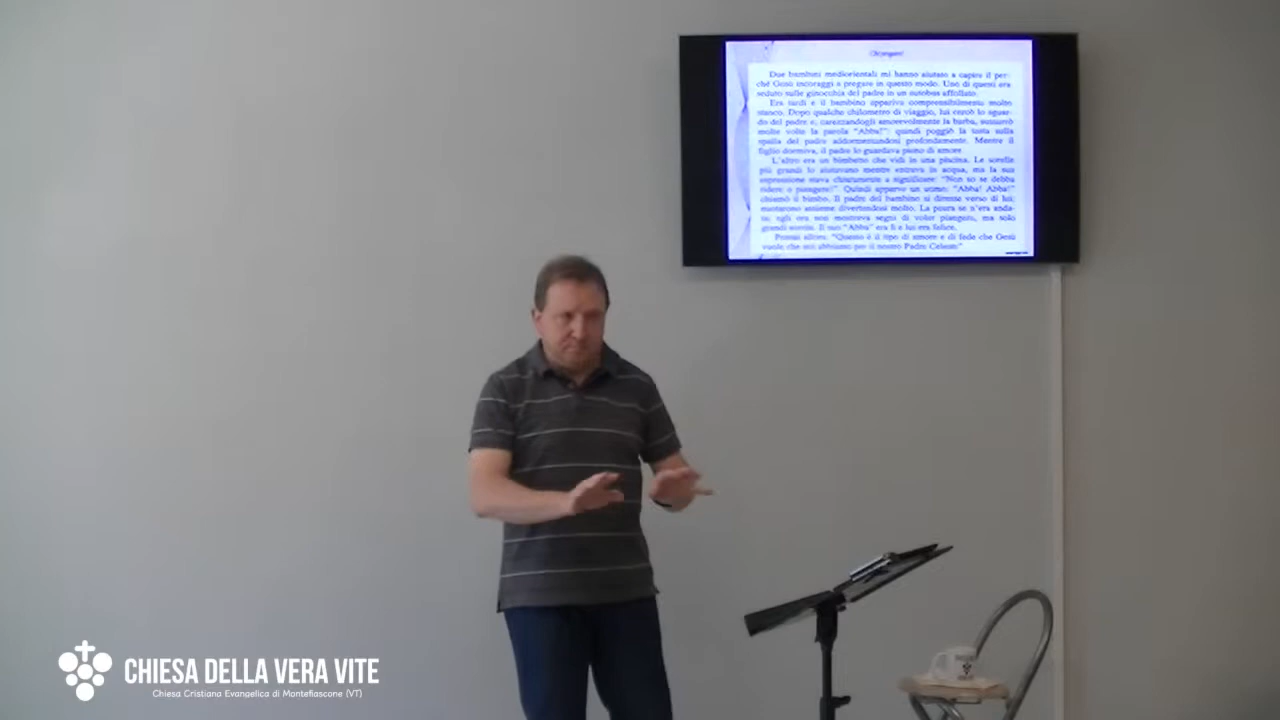 Due bambini mediorientali mi hanno aiutato a capire il per-
ché Gesù incoraggi a pregare in questo modo. Uno di questi era
seduto sulle ginocchia del padre in un autobus affollato.
Era tardi e il bambino appariva comprensibilmente molto
stanco. Dopo qualche chilometro di viaggio, lui cercò lo sguar-
do del padre e, carezzandogli amorevolmente la barba, sussurrò
molte volte la parola "Abba!"; quindi poggiò la testa sulla
spalla del padre addormentandosi profondamente. Mentre il
figlio dormiva, il padre lo guardava pieno di amore.
L'altro era un bimbetto che vidi in una piscina. Le sorelle
più grandi lo aiutavano mentre entrava in acqua, ma la sua
espressione stava chiaramente a significare: "Non so se debba
ridere o piangere!" Quindi apparve un uomo: "Abba! Abba!"
chiamò il bimbo. Il padre del bambino si diresse verso di lui;
nuotarono assieme divertendosi molto. La paura se n'era anda-
ta; egli ora non mostrava segni di voler piangere, ma solo
grandi sorrisi. Il suo "Abba" era lì e lui era felice.
Pensai allora: "Questo è il tipo di amore e di fede che Gesù
vuole che noi abbiamo per il nostro Padre Celeste"
CHIESA DELLA VERA VITE
Chiesa Cristiana Evangelica di Montefiascone (VT)